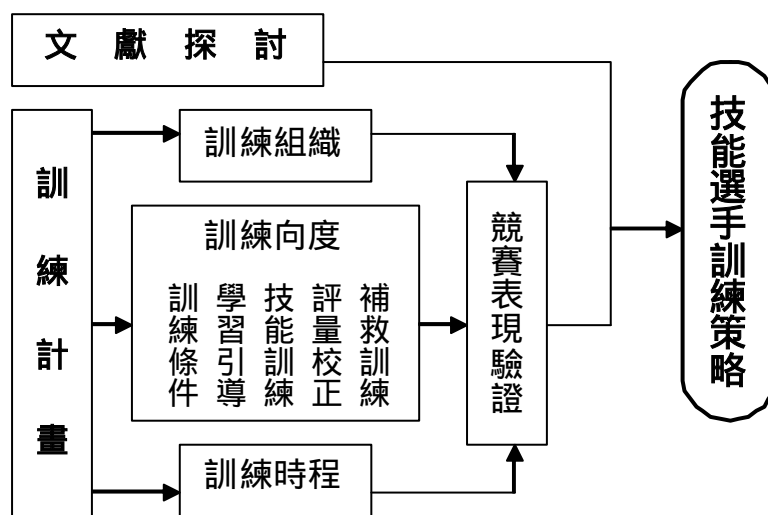 文獻探討
訓練計畫
訓練組織
訓練向度
訓練條件
學習引導
技能訓練
評量校正
補救訓練
訓練時程
競賽表現驗證
技能選手訓練策略